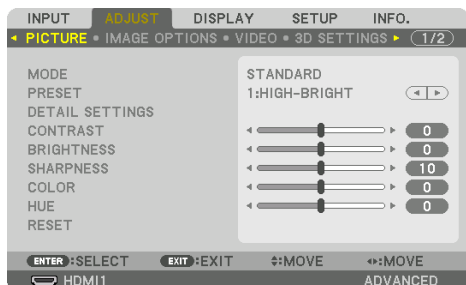 INPUT ADJUST DISPLAY SETUP INFO.
PICTURE • IMAGE OPTIONS • VIDEO • 3D SETTINGS 1/2
MODE STANDARD
PRESET 1:HIGH-BRIGHT
DETAIL SETTINGS
CONTRAST 0
BRIGHTNESS 0
SHARPNESS 10
COLOR 0
HUE 0
RESET
ENTER:SELECT EXIT:EXIT :MOVE :MOVE
HDMI1 ADVANCED